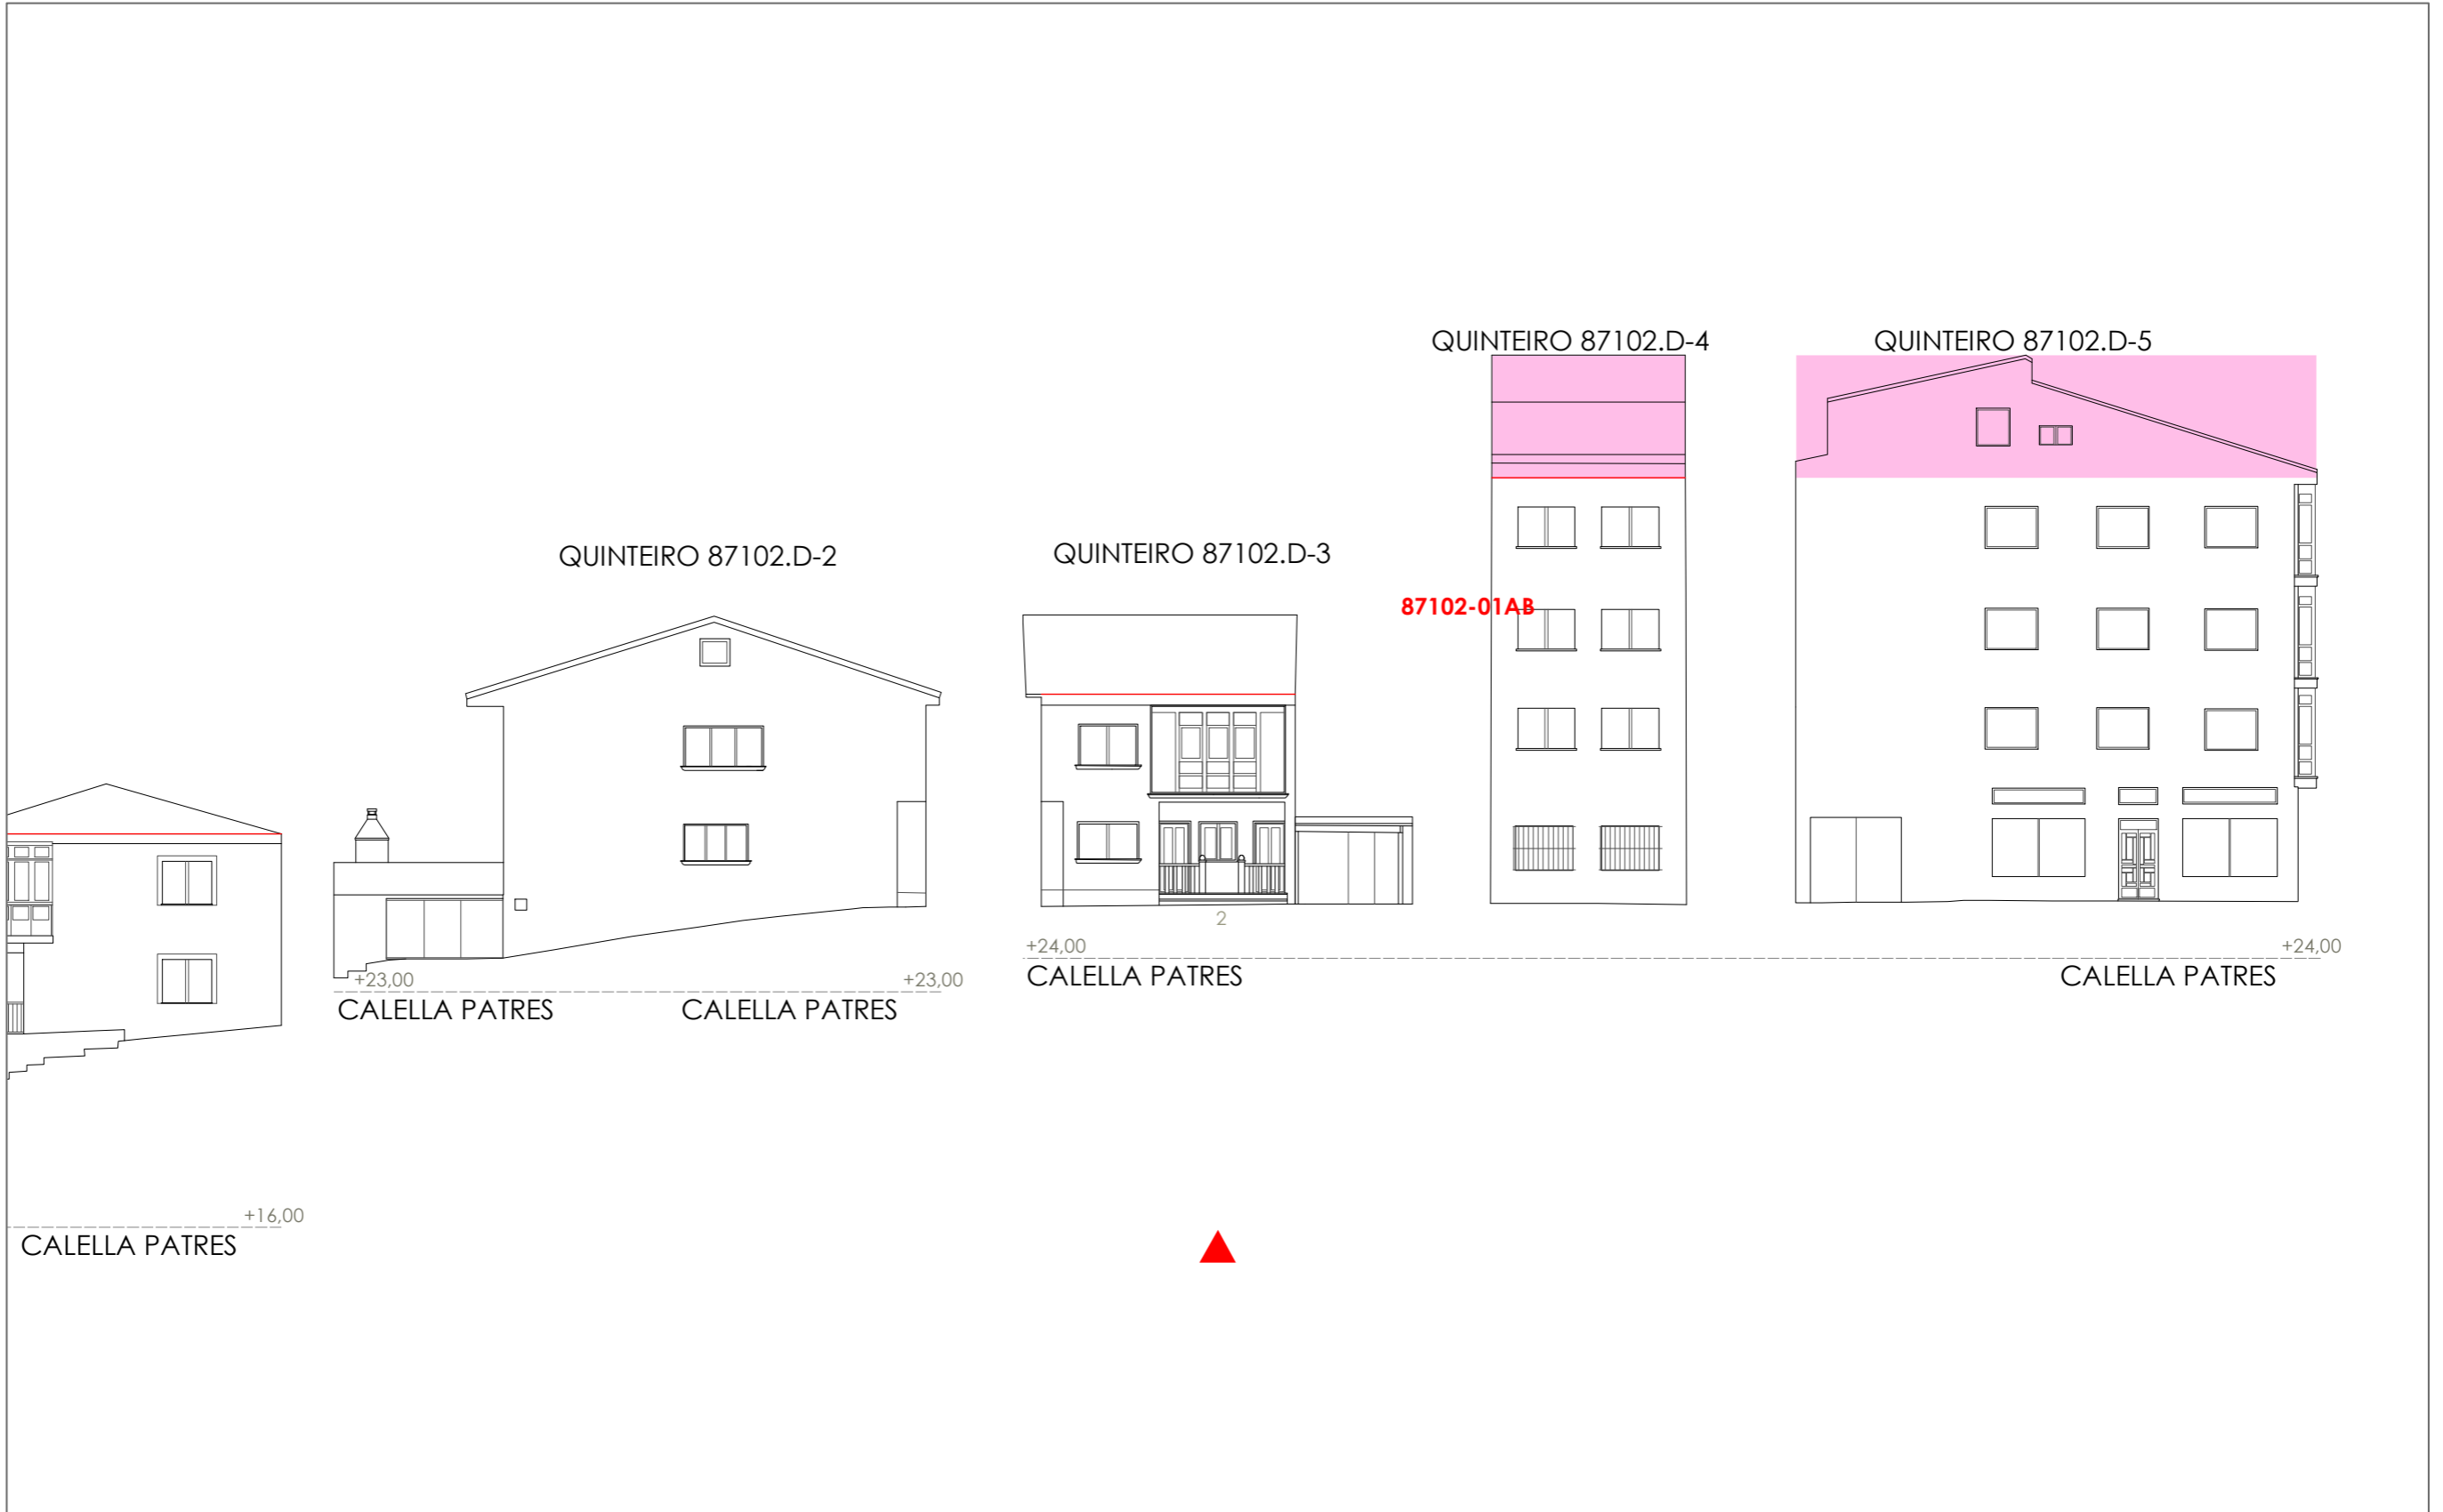 QUINTEIRO 87102.D-4
QUINTEIRO 87102.D-5
QUINTEIRO 87102.D-2
QUINTEIRO 87102.D-3
87102-01AB
2
+24,00
+24,00
CALELLA PATRES
CALELLA PATRES
+23,00
+23,00
CALELLA PATRES
CALELLA PATRES
+16,00
CALELLA PATRES